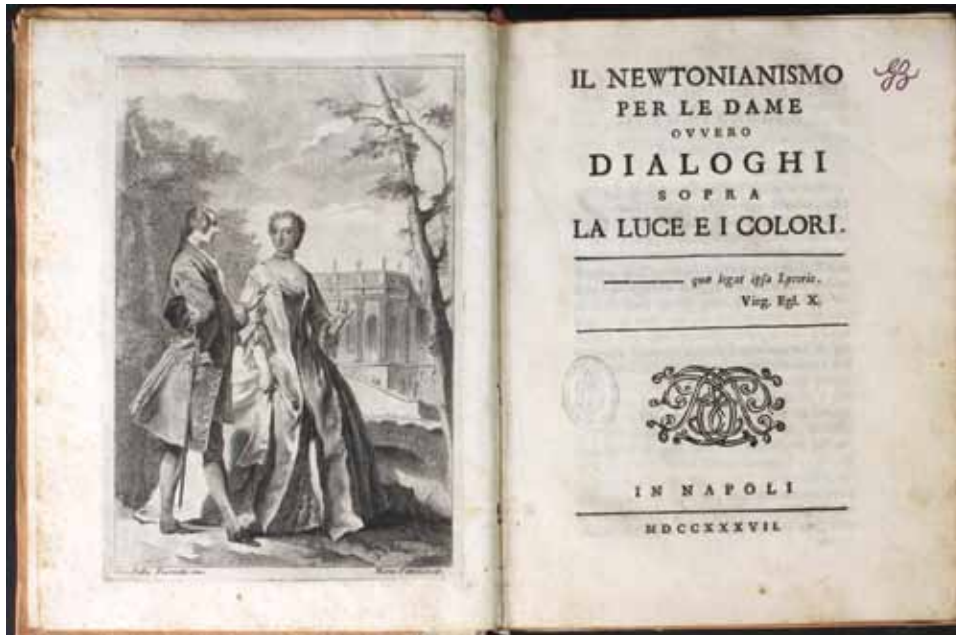 IL NEWTONIANISMO
PER LE DAME
OVVERO
DIALOGHI
SOPRA
LA LUCE E I COLORI.
quæ legat ipsa Lycoris.
Virg. Egl. X.
IN NAPOLI
MDCCXXXVII.